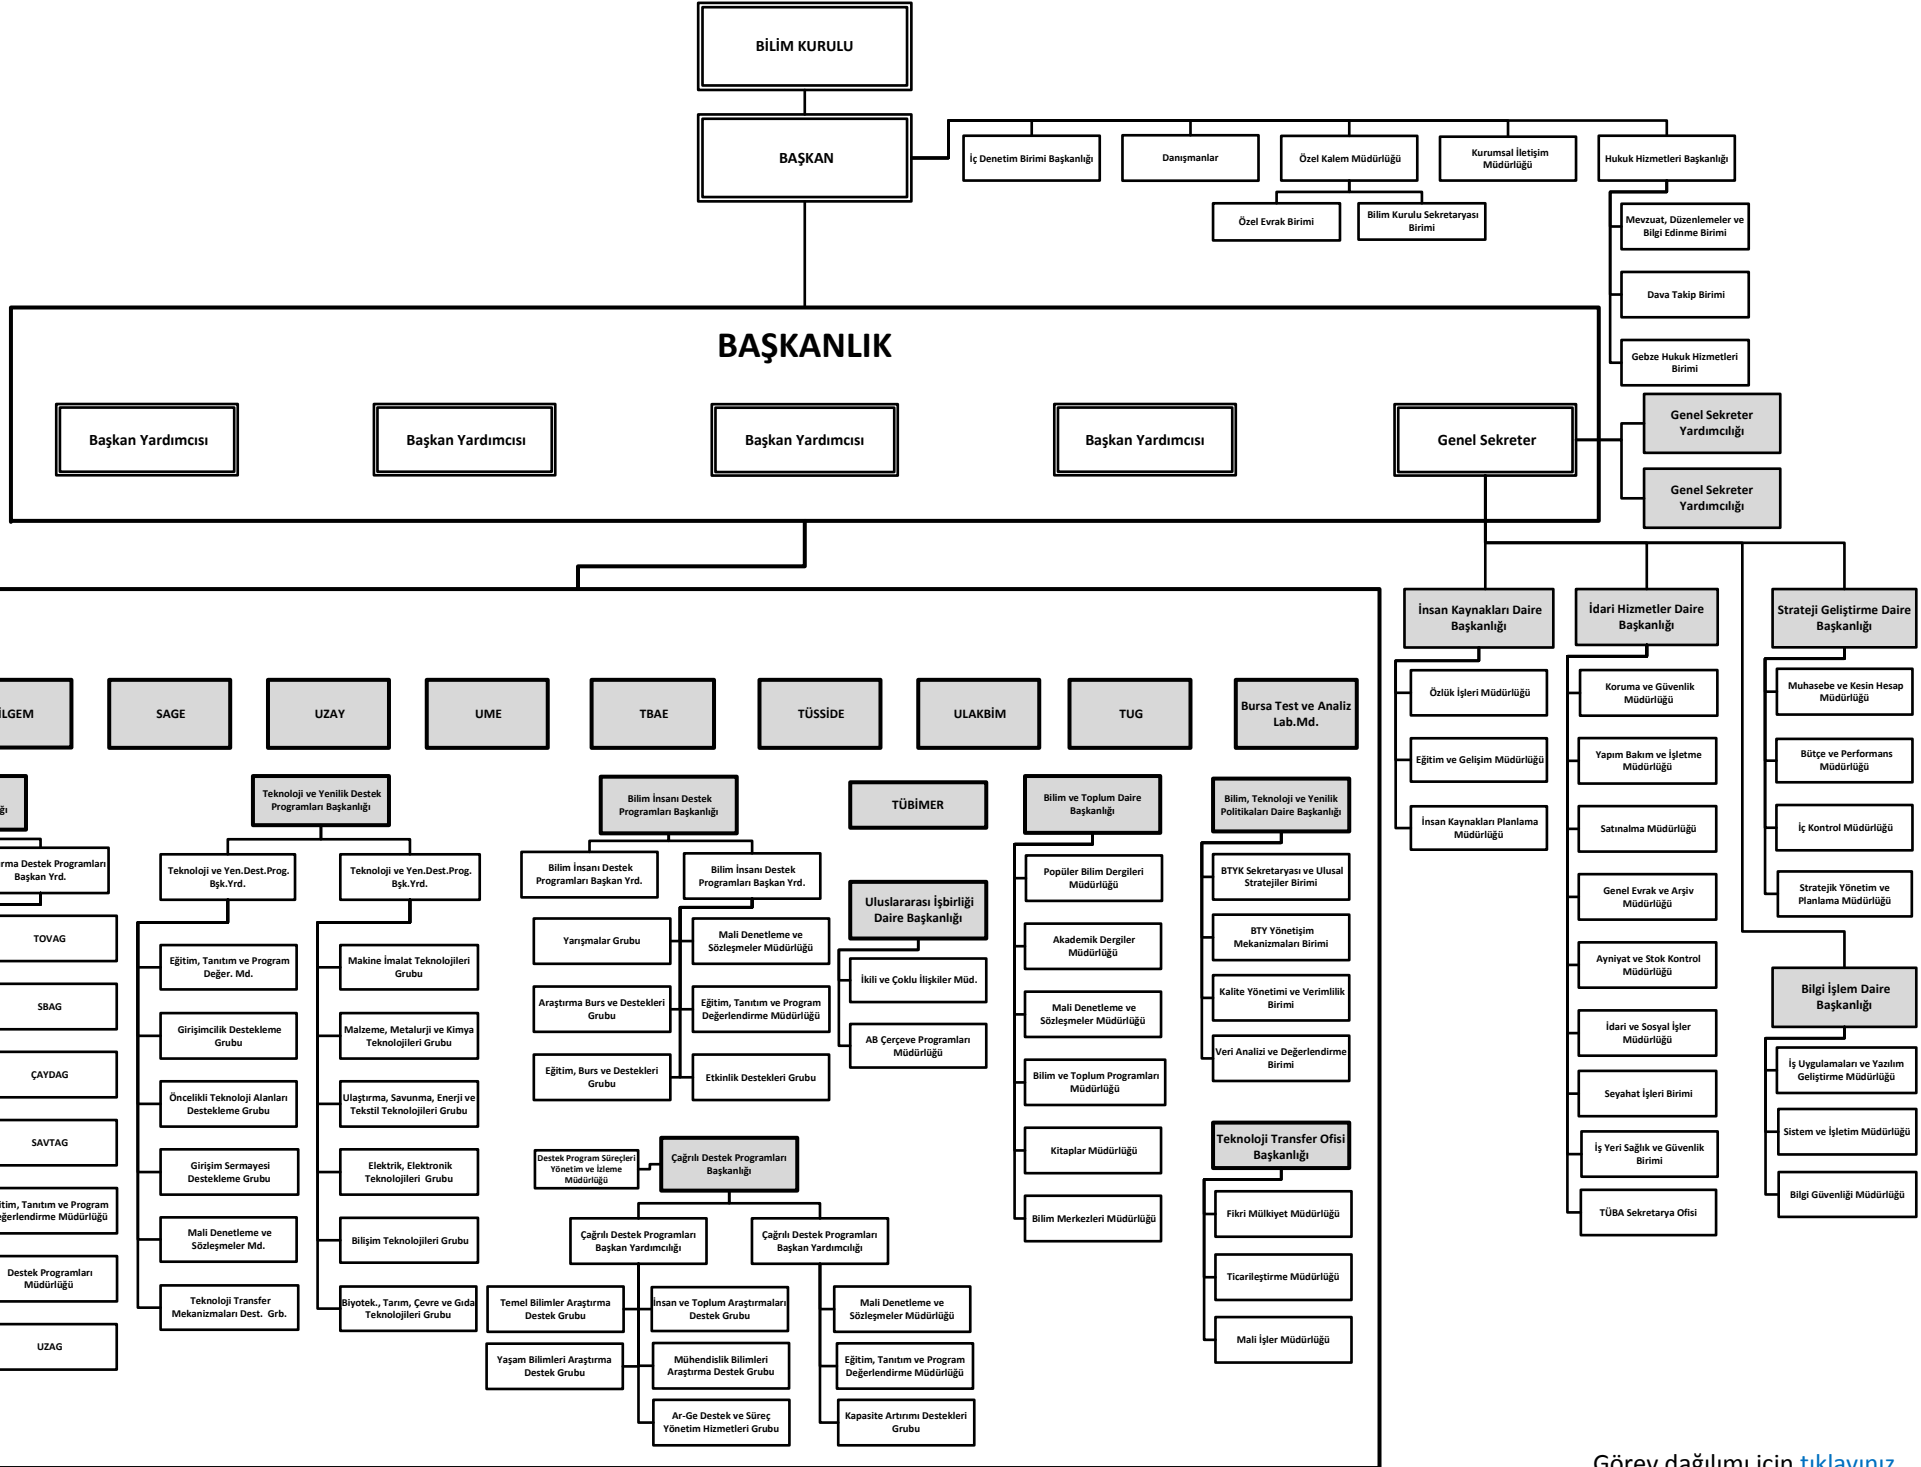 BİLİM KURULU
BAŞKAN
İç Denetim Birimi Başkanlığı
Danışmanlar
Özel Kalem Müdürlüğü
Kurumsal İletişim
Müdürlüğü
Hukuk Hizmetleri Başkanlığı
Özel Evrak Birimi
Bilim Kurulu Sekretaryası
Birimi
Mevzuat, Düzenlemeler ve
Bilgi Edinme Birimi
Dava Takip Birimi
Gebze Hukuk Hizmetleri
Birimi
BAŞKANLIK
Başkan Yardımcısı
Başkan Yardımcısı
Başkan Yardımcısı
Başkan Yardımcısı
Genel Sekreter
Genel Sekreter
Yardımcılığı
Genel Sekreter
Yardımcılığı
İnsan Kaynakları Daire
Başkanlığı
Özlük İşleri Müdürlüğü
Eğitim ve Gelişim Müdürlüğü
İnsan Kaynakları Planlama
Müdürlüğü
İdari Hizmetler Daire
Başkanlığı
Koruma ve Güvenlik
Müdürlüğü
Yapım Bakım ve İşletme
Müdürlüğü
Satınalma Müdürlüğü
Genel Evrak ve Arşiv
Müdürlüğü
Ayniyat ve Stok Kontrol
Müdürlüğü
İdari ve Sosyal İşler
Müdürlüğü
Seyahat İşleri Birimi
İş Yeri Sağlık ve Güvenlik
Birimi
TÜBA Sekretarya Ofisi
Strateji Geliştirme Daire
Başkanlığı
Muhasebe ve Kesin Hesap
Müdürlüğü
Bütçe ve Performans
Müdürlüğü
İç Kontrol Müdürlüğü
Stratejik Yönetim ve
Planlama Müdürlüğü
Bilgi İşlem Daire
Başkanlığı
İş Uygulamaları ve Yazılım
Geliştirme Müdürlüğü
Sistem ve İşletim Müdürlüğü
Bilgi Güvenliği Müdürlüğü
İLGEM
SAGE
UZAY
UME
TBAE
TÜSSİDE
ULAKBİM
TUG
Bursa Test ve Analiz
Lab.Md.
ğı
rma Destek Programları
Başkan Yrd.
TOVAG
SBAG
ÇAYDAG
SAVTAG
itim, Tanıtım ve Program
eğerlendirme Müdürlüğü
Destek Programları
Müdürlüğü
UZAG
Teknoloji ve Yenilik Destek
Programları Başkanlığı
Teknoloji ve Yen.Dest.Prog.
Bşk.Yrd.
Eğitim, Tanıtım ve Program
Değer. Md.
Girişimcilik Destekleme
Grubu
Öncelikli Teknoloji Alanları
Destekleme Grubu
Girişim Sermayesi
Destekleme Grubu
Mali Denetleme ve
Sözleşmeler Md.
Teknoloji Transfer
Mekanizmaları Dest. Grb.
Teknoloji ve Yen.Dest.Prog.
Bşk.Yrd.
Makine İmalat Teknolojileri
Grubu
Malzeme, Metalurji ve Kimya
Teknolojileri Grubu
Ulaştırma, Savunma, Enerji ve
Tekstil Teknolojileri Grubu
Elektrik, Elektronik
Teknolojileri Grubu
Bilişim Teknolojileri Grubu
Biyotek., Tarım, Çevre ve Gıda
Teknolojileri Grubu
Bilim İnsanı Destek
Programları Başkanlığı
Bilim İnsanı Destek
Programları Başkan Yrd.
Bilim İnsanı Destek
Programları Başkan Yrd.
Yarışmalar Grubu
Mali Denetleme ve
Sözleşmeler Müdürlüğü
Araştırma Burs ve Destekleri
Grubu
Eğitim, Tanıtım ve Program
Değerlendirme Müdürlüğü
Eğitim, Burs ve Destekleri
Grubu
Etkinlik Destekleri Grubu
Destek Program Süreçleri
Yönetim ve İzleme
Müdürlüğü
Çağrılı Destek Programları
Başkanlığı
Çağrılı Destek Programları
Başkan Yardımcılığı
Çağrılı Destek Programları
Başkan Yardımcılığı
Temel Bilimler Araştırma
Destek Grubu
İnsan ve Toplum Araştırmaları
Destek Grubu
Yaşam Bilimleri Araştırma
Destek Grubu
Mühendislik Bilimleri
Araştırma Destek Grubu
Ar-Ge Destek ve Süreç
Yönetim Hizmetleri Grubu
Mali Denetleme ve
Sözleşmeler Müdürlüğü
Eğitim, Tanıtım ve Program
Değerlendirme Müdürlüğü
Kapasite Artırımı Destekleri
Grubu
TÜBİMER
Uluslararası İşbirliği
Daire Başkanlığı
İkili ve Çoklu İlişkiler Müd.
AB Çerçeve Programları
Müdürlüğü
Bilim ve Toplum Daire
Başkanlığı
Popüler Bilim Dergileri
Müdürlüğü
Akademik Dergiler
Müdürlüğü
Mali Denetleme ve
Sözleşmeler Müdürlüğü
Bilim ve Toplum Programları
Müdürlüğü
Kitaplar Müdürlüğü
Bilim Merkezleri Müdürlüğü
Bilim, Teknoloji ve Yenilik
Politikaları Daire Başkanlığı
BTYK Sekretaryası ve Ulusal
Stratejiler Birimi
BTY Yönetişim
Mekanizmaları Birimi
Kalite Yönetimi ve Verimlilik
Birimi
Veri Analizi ve Değerlendirme
Birimi
Teknoloji Transfer Ofisi
Başkanlığı
Fikri Mülkiyet Müdürlüğü
Ticarileştirme Müdürlüğü
Mali İşler Müdürlüğü
Görev dağılımı için tıklayınız